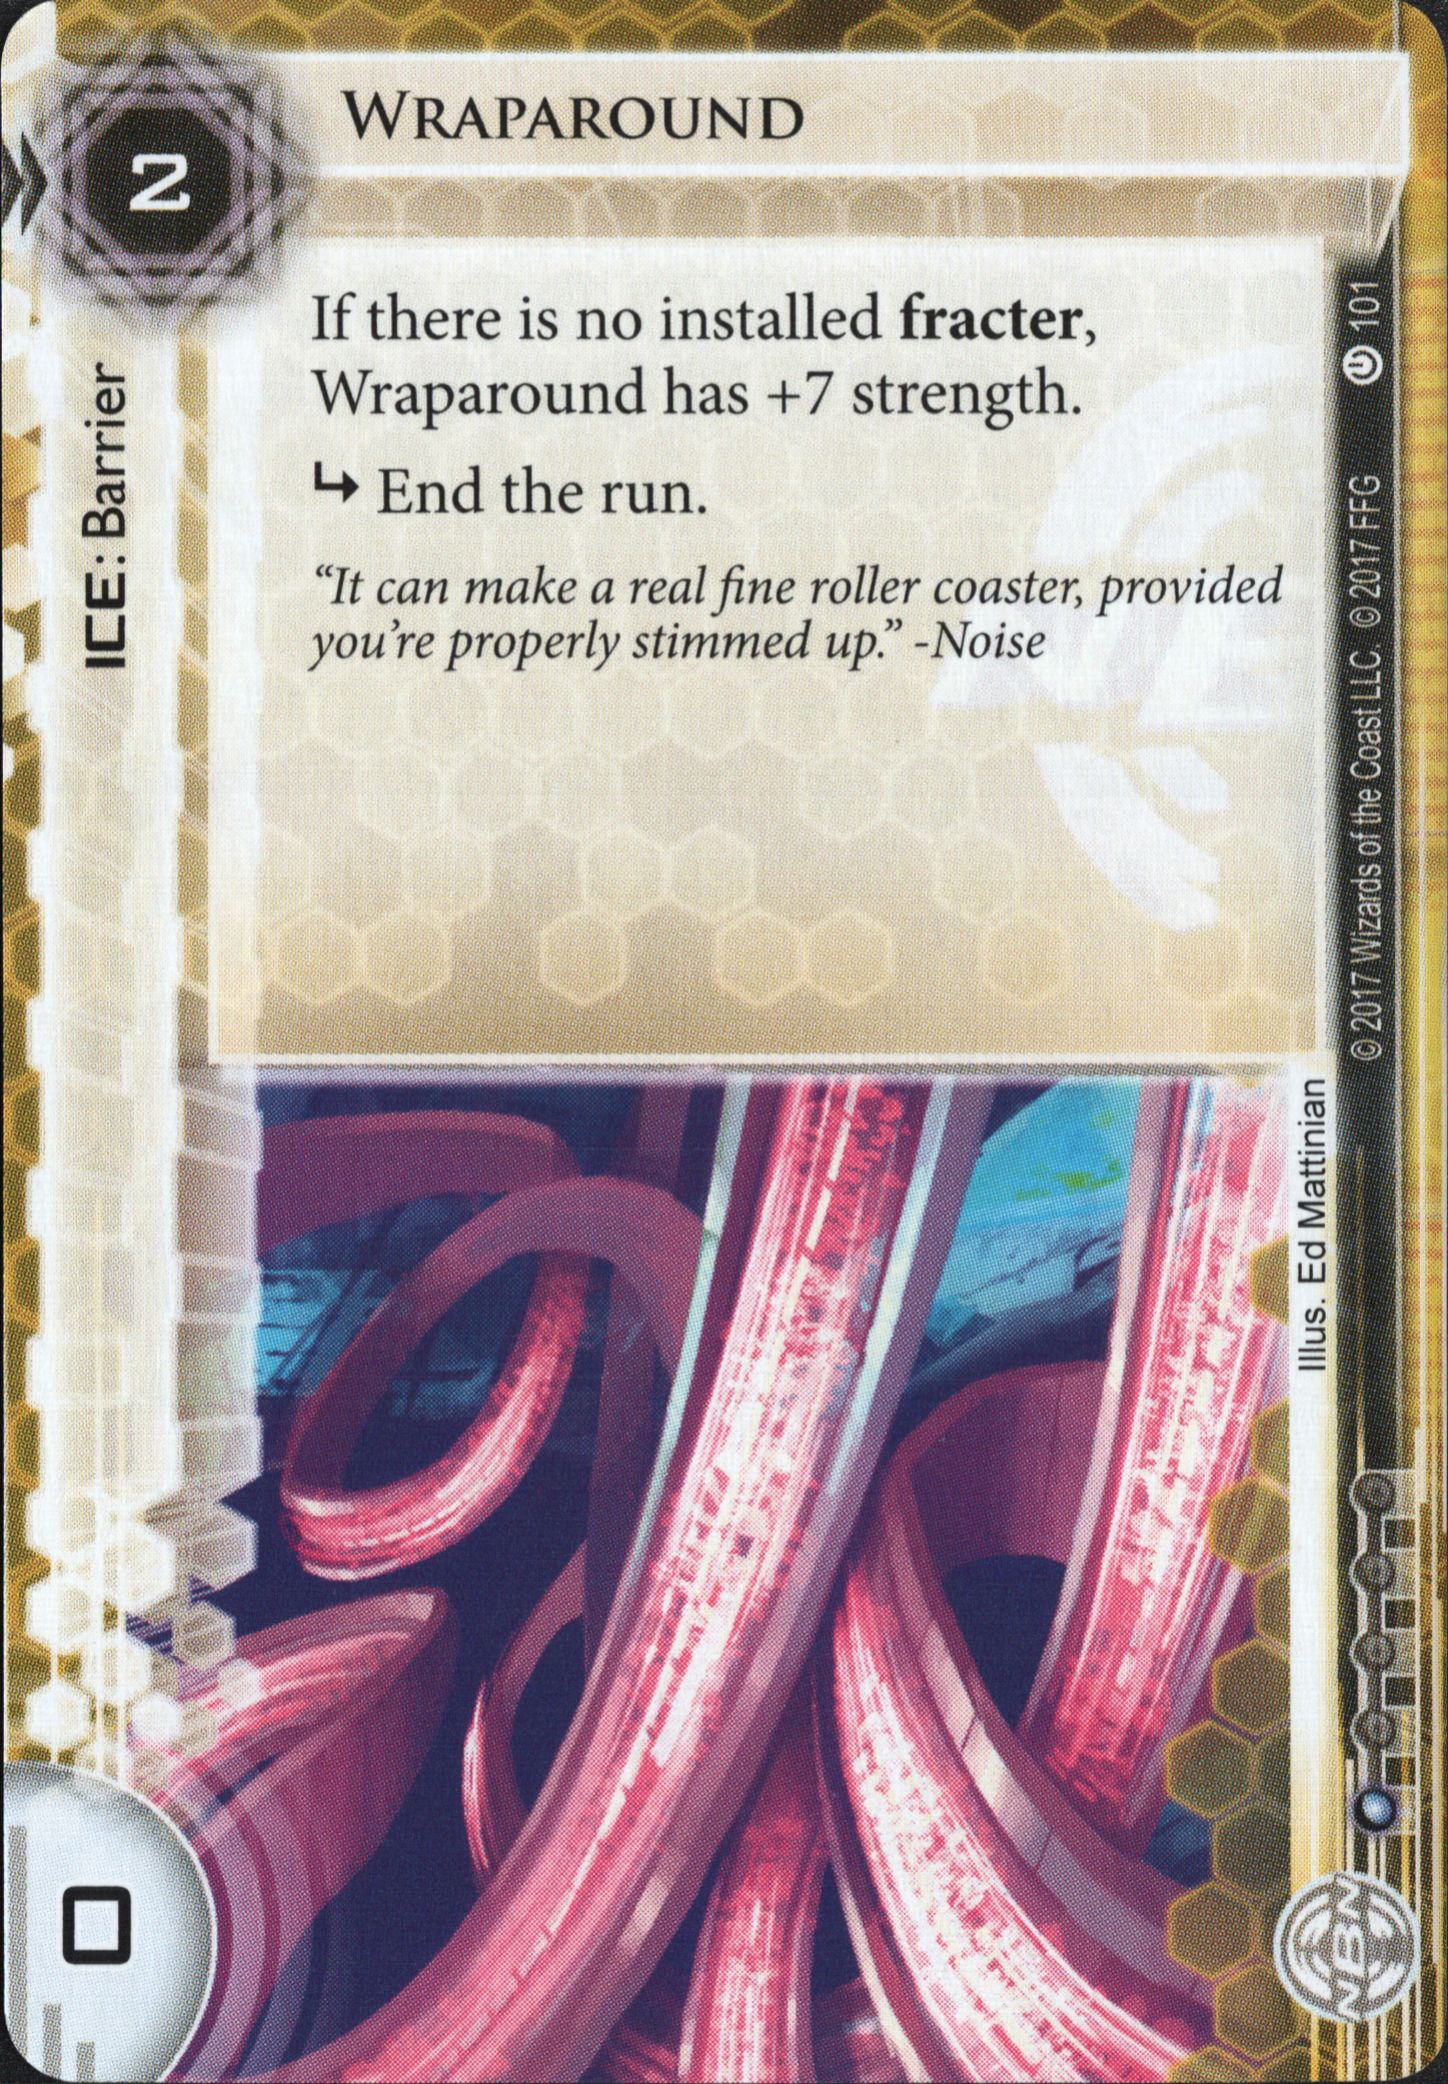 2
WRAPAROUND
ICE: Barrier
If there is no installed fracter,
Wraparound has +7 strength.
↳ End the run.
“It can make a real fine roller coaster, provided
you’re properly stimmed up.” -Noise
101
© 2017 Wizards of the Coast LLC. © 2017 FFG
Illus. Ed Mattinian
0
NBN